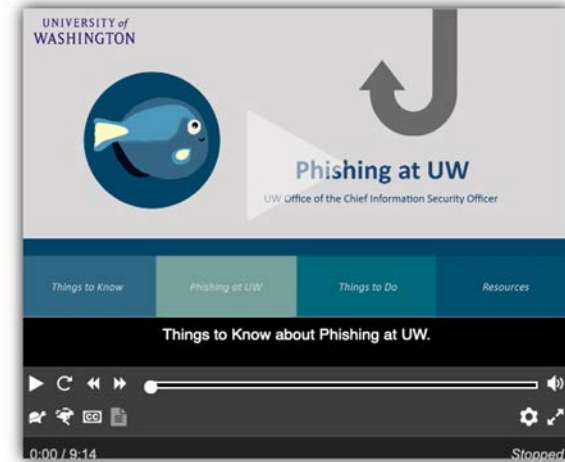 UNIVERSITY of
WASHINGTON
Phishing at UW
UW Office of the Chief Information Security Officer
Things to Know
Phishing at UW
Things to Do
Resources
Things to Know about Phishing at UW.
CC
0:00 / 9:14
Stopped